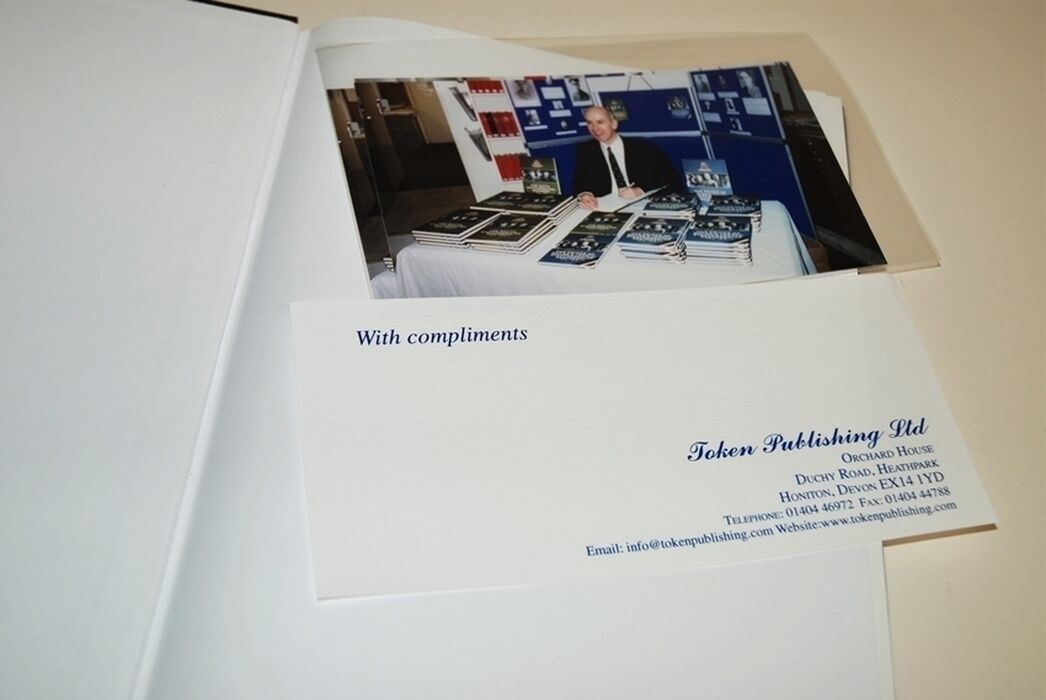 With compliments
Token Publishing Ltd
Orchard House
Duchy Road, Heathpark
Honiton, Devon EX14 1YD
Telephone: 01404 46972 Fax: 01404 44788
Email: info@tokenpublishing.com Website:www.tokenpublishing.com